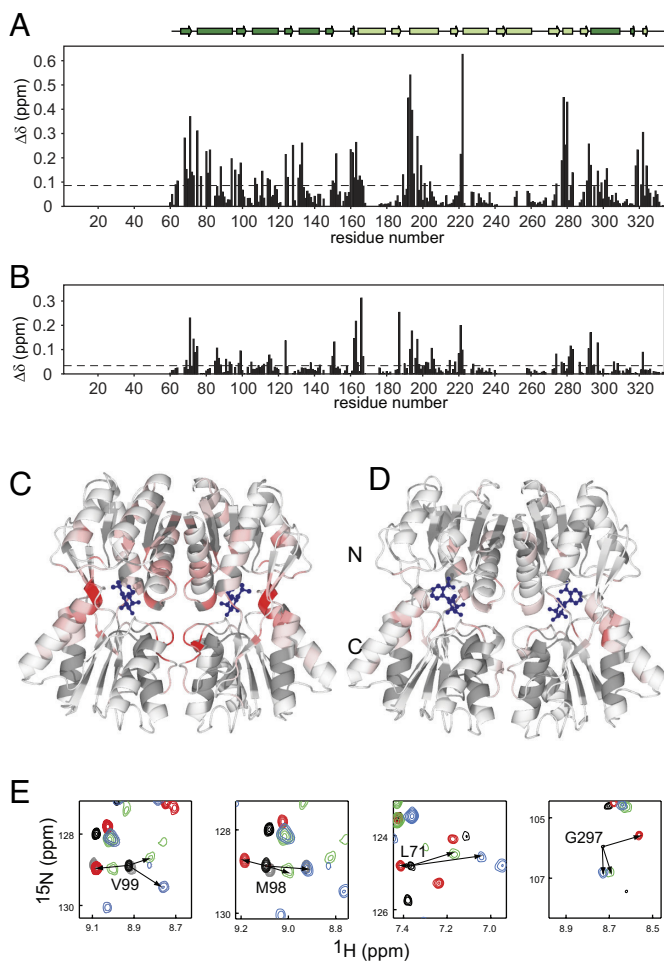 A
Δδ (ppm)
0.6
0.5
0.4
0.3
0.2
0.1
0
20 40 60 80 100 120 140 160 180 200 220 240 260 280 300 320
residue number
B
Δδ (ppm)
0.3
0.2
0.1
0
20 40 60 80 100 120 140 160 180 200 220 240 260 280 300 320
residue number
C
D
N
C
E
15N (ppm)
128
130
V99
9.1 8.9 8.7
128
130
M98
9.2 9.0 8.8
124
126
L71
7.4 7.2 7.0
105
107
G297
8.9 8.7 8.5
1H (ppm)